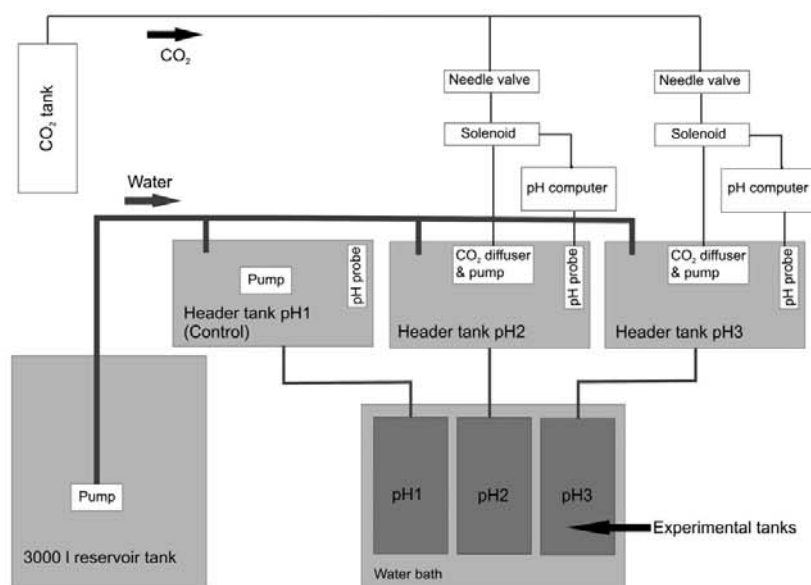 CO₂
CO₂ tank
Needle valve
Needle valve
Solenoid
Solenoid
pH computer
pH computer
Water
Pump
pH probe
Header tank pH1
(Control)
CO₂ diffuser
& pump
pH probe
Header tank pH2
CO₂ diffuser
& pump
pH probe
Header tank pH3
Pump
3000 l reservoir tank
pH1
pH2
pH3
Experimental tanks
Water bath